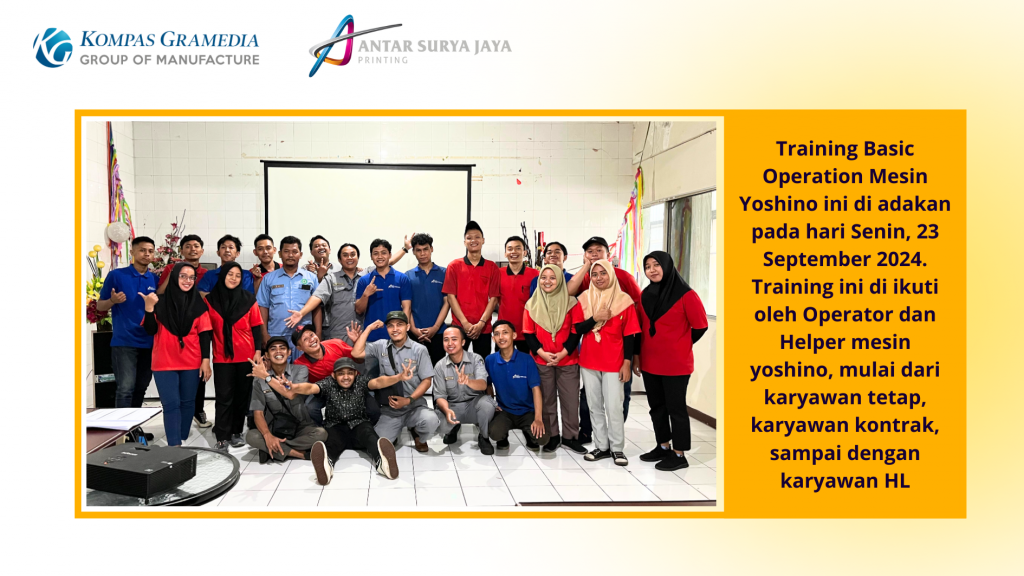 KOMPAS GRAMEDIA
GROUP OF MANUFACTURE
ANTAR SURYA JAYA
PRINTING
Training Basic
Operation Mesin
Yoshino ini di adakan
pada hari Senin, 23
September 2024.
Training ini di ikuti
oleh Operator dan
Helper mesin
yoshino, mulai dari
karyawan tetap,
karyawan kontrak,
sampai dengan
karyawan HL